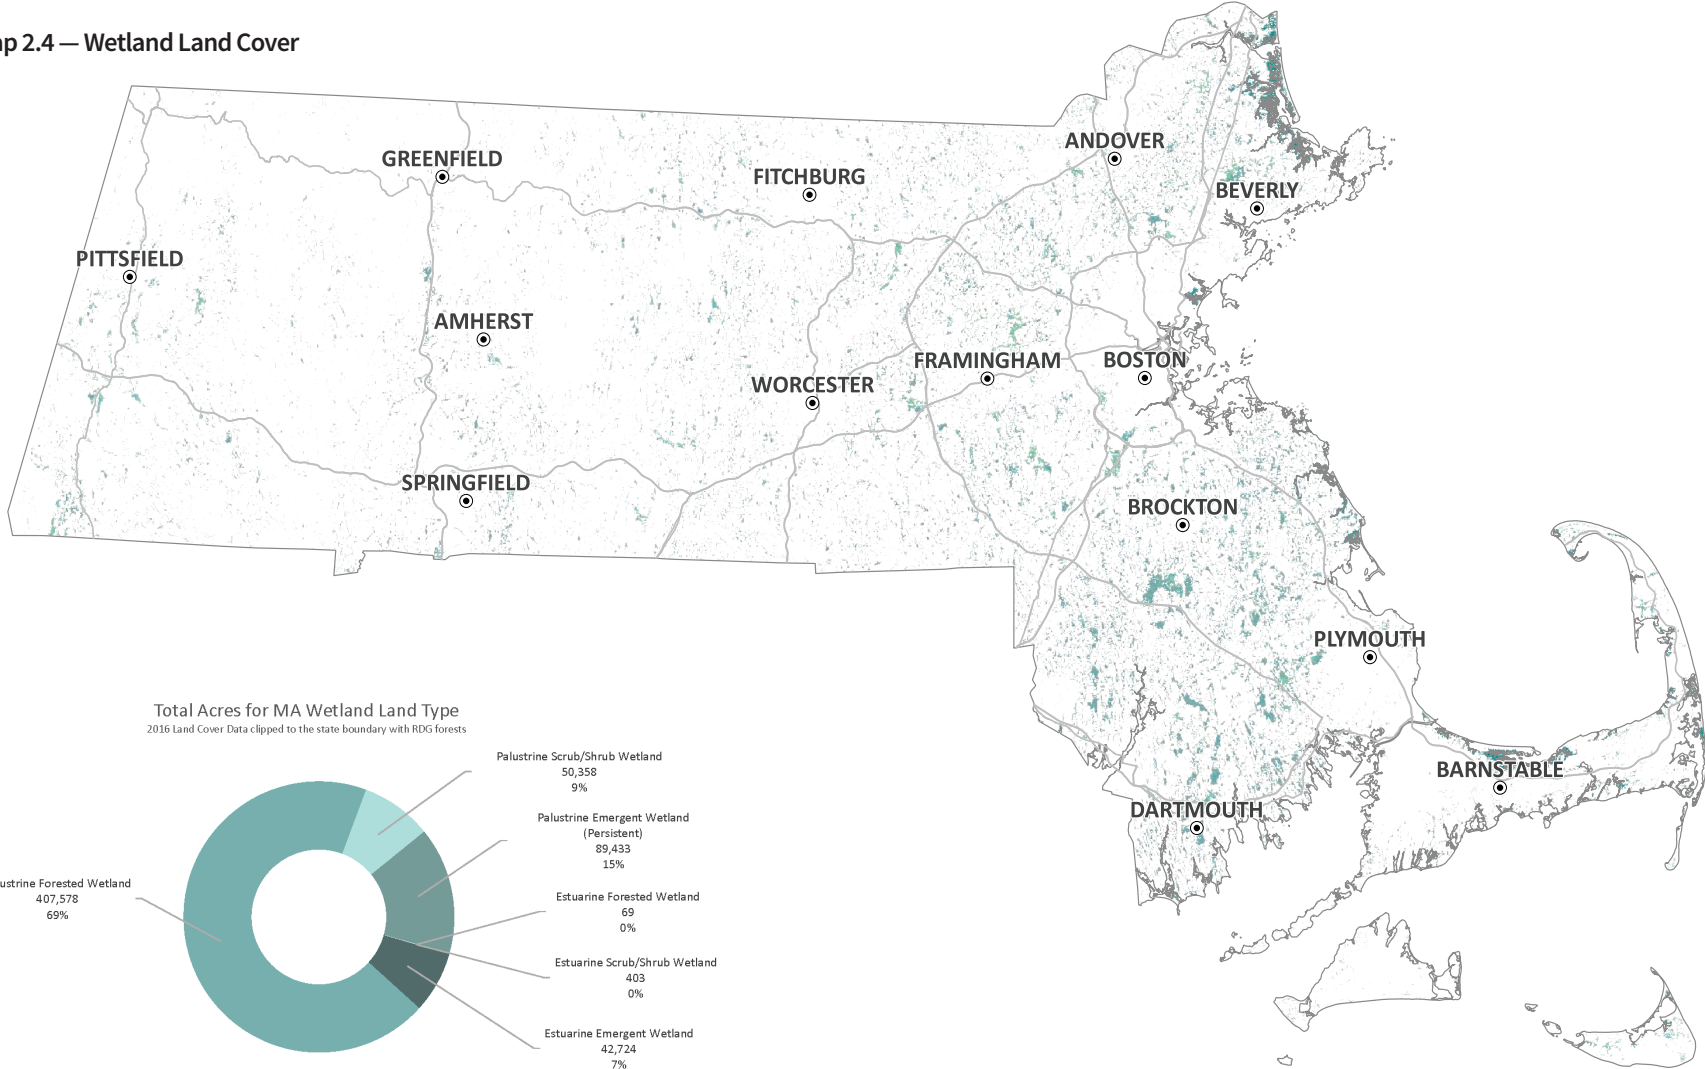 ap 2.4 — Wetland Land Cover
ANDOVER
GREENFIELD
FITCHBURG
BEVERLY
PITTSFIELD
AMHERST
FRAMINGHAM
BOSTON
WORCESTER
SPRINGFIELD
BROCKTON
PLYMOUTH
BARNSTABLE
DARTMOUTH
Total Acres for MA Wetland Land Type
2016 Land Cover Data clipped to the state boundary with RDG forests
Palustrine Scrub/Shrub Wetland
50,358
9%
Palustrine Emergent Wetland
(Persistent)
89,433
15%
ustrine Forested Wetland
407,578
69%
Estuarine Forested Wetland
69
0%
Estuarine Scrub/Shrub Wetland
403
0%
Estuarine Emergent Wetland
42,724
7%